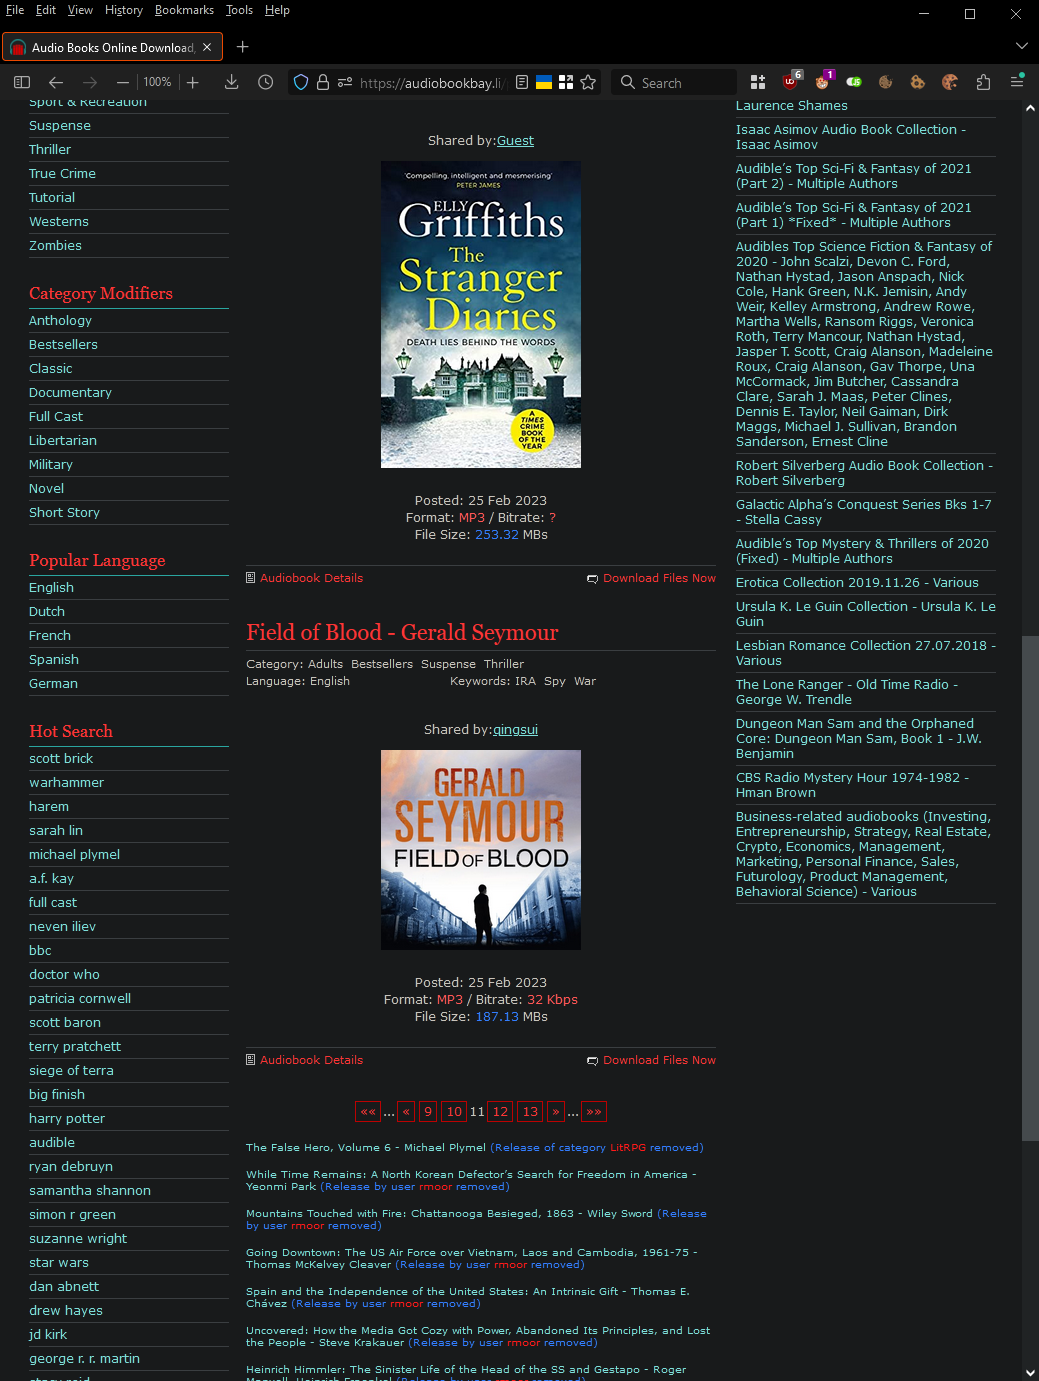 File Edit View History Bookmarks Tools Help
Audio Books Online Download,
100%
https://audiobookbay.li/
Search
6
1
Sport & Recreation
Suspense
Thriller
True Crime
Tutorial
Westerns
Zombies
Category Modifiers
Anthology
Bestsellers
Classic
Documentary
Full Cast
Libertarian
Military
Novel
Short Story
Popular Language
English
Dutch
French
Spanish
German
Hot Search
scott brick
warhammer
harem
sarah lin
michael plymel
a.f. kay
full cast
neven iliev
bbc
doctor who
patricia cornwell
scott baron
terry pratchett
siege of terra
big finish
harry potter
audible
ryan debruyn
samantha shannon
simon r green
suzanne wright
star wars
dan abnett
drew hayes
jd kirk
george r. r. martin
Shared by:Guest
'Compelling, intelligent and mesmerising'
PETER JAMES
ELLY
Griffiths
The
Stranger
Diaries
DEATH LIES BEHIND THE WORDS
A
TIMES
CRIME
BOOK
OF THE
YEAR
Posted: 25 Feb 2023
Format: MP3 / Bitrate: ?
File Size: 253.32 MBs
Audiobook Details
Download Files Now
Field of Blood - Gerald Seymour
Category: Adults Bestsellers Suspense Thriller
Language: English Keywords: IRA Spy War
Shared by:qingsui
GERALD
SEYMOUR
FIELD OF BLOOD
Posted: 25 Feb 2023
Format: MP3 / Bitrate: 32 Kbps
File Size: 187.13 MBs
Audiobook Details
Download Files Now
«« ... « 9 10 11 12 13 » ... »»
The False Hero, Volume 6 - Michael Plymel (Release of category LitRPG removed)
While Time Remains: A North Korean Defector's Search for Freedom in America -
Yeonmi Park (Release by user rmoor removed)
Mountains Touched with Fire: Chattanooga Besieged, 1863 - Wiley Sword (Release
by user rmoor removed)
Going Downtown: The US Air Force over Vietnam, Laos and Cambodia, 1961-75 -
Thomas McKelvey Cleaver (Release by user rmoor removed)
Spain and the Independence of the United States: An Intrinsic Gift - Thomas E.
Chávez (Release by user rmoor removed)
Uncovered: How the Media Got Cozy with Power, Abandoned Its Principles, and Lost
the People - Steve Krakauer (Release by user rmoor removed)
Heinrich Himmler: The Sinister Life of the Head of the SS and Gestapo - Roger
Laurence Shames
Isaac Asimov Audio Book Collection -
Isaac Asimov
Audible's Top Sci-Fi & Fantasy of 2021
(Part 2) - Multiple Authors
Audible's Top Sci-Fi & Fantasy of 2021
(Part 1) *Fixed* - Multiple Authors
Audibles Top Science Fiction & Fantasy of
2020 - John Scalzi, Devon C. Ford,
Nathan Hystad, Jason Anspach, Nick
Cole, Hank Green, N.K. Jemisin, Andy
Weir, Kelley Armstrong, Andrew Rowe,
Martha Wells, Ransom Riggs, Veronica
Roth, Terry Mancour, Nathan Hystad,
Jasper T. Scott, Craig Alanson, Madeleine
Roux, Craig Alanson, Gav Thorpe, Una
McCormack, Jim Butcher, Cassandra
Clare, Sarah J. Maas, Peter Clines,
Dennis E. Taylor, Neil Gaiman, Dirk
Maggs, Michael J. Sullivan, Brandon
Sanderson, Ernest Cline
Robert Silverberg Audio Book Collection -
Robert Silverberg
Galactic Alpha's Conquest Series Bks 1-7
- Stella Cassy
Audible's Top Mystery & Thrillers of 2020
(Fixed) - Multiple Authors
Erotica Collection 2019.11.26 - Various
Ursula K. Le Guin Collection - Ursula K. Le
Guin
Lesbian Romance Collection 27.07.2018 -
Various
The Lone Ranger - Old Time Radio -
George W. Trendle
Dungeon Man Sam and the Orphaned
Core: Dungeon Man Sam, Book 1 - J.W.
Benjamin
CBS Radio Mystery Hour 1974-1982 -
Hman Brown
Business-related audiobooks (Investing,
Entrepreneurship, Strategy, Real Estate,
Crypto, Economics, Management,
Marketing, Personal Finance, Sales,
Futurology, Product Management,
Behavioral Science) - Various